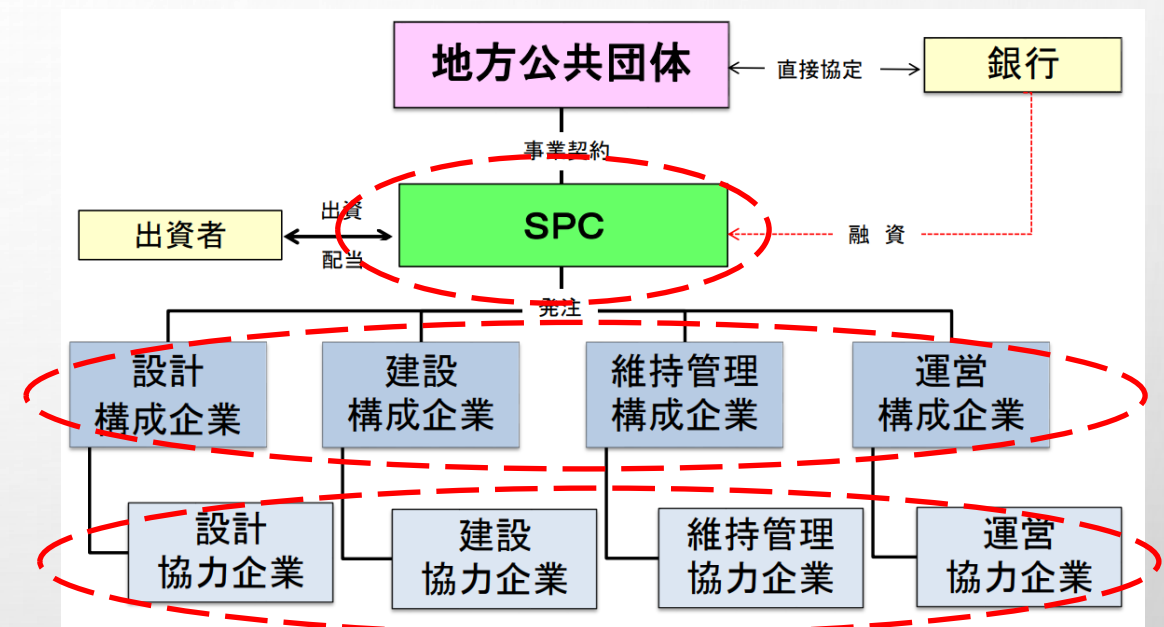 地方公共団体
直接協定
銀行
事業契約
出資者
出資
配当
SPC
融 資
発注
設計
構成企業
建設
構成企業
維持管理
構成企業
運営
構成企業
設計
協力企業
建設
協力企業
維持管理
協力企業
運営
協力企業